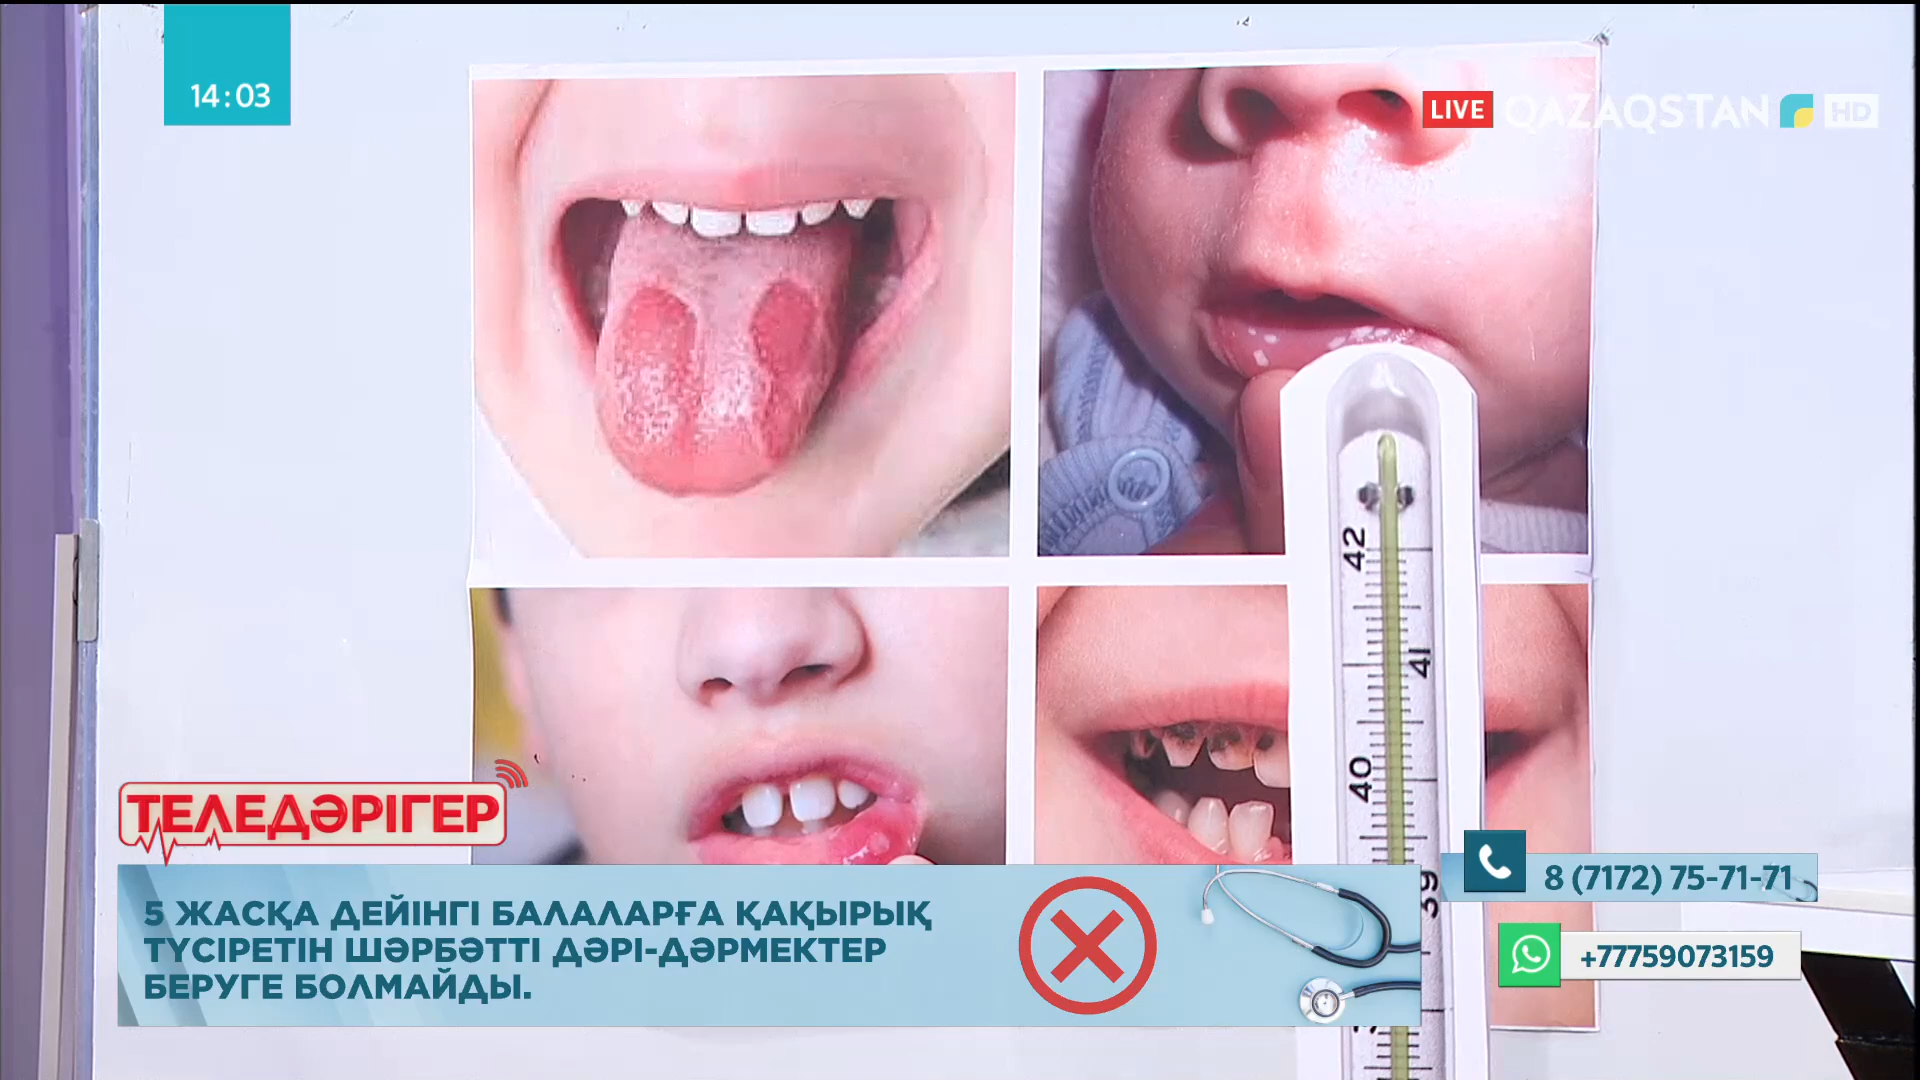 14:03
LIVE QAZAQSTAN HD
42
41
40
39
ТЕЛЕДӘРІГЕР
5 ЖАСҚА ДЕЙІНГІ БАЛАЛАРҒА ҚАҚЫРЫҚ
ТҮСІРЕТІН ШӘРБӘТТІ ДӘРІ-ДӘРМЕКТЕР
БЕРУГЕ БОЛМАЙДЫ.
8 (7172) 75-71-71
+77759073159